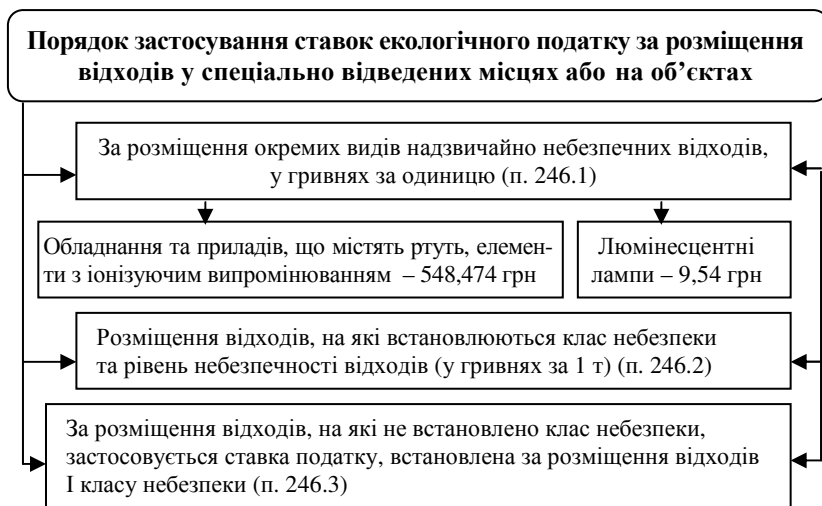 Порядок застосування ставок екологічного податку за розміщення
відходів у спеціально відведених місцях або на об’єктах
За розміщення окремих видів надзвичайно небезпечних відходів,
у гривнях за одиницю (п. 246.1)
Обладнання та приладів, що містять ртуть, елемен-
ти з іонізуючим випромінюванням – 548,474 грн
Люмінесцентні
лампи – 9,54 грн
Розміщення відходів, на які встановлюються клас небезпеки
та рівень небезпечності відходів (у гривнях за 1 т) (п. 246.2)
За розміщення відходів, на які не встановлено клас небезпеки,
застосовується ставка податку, встановлена за розміщення відходів
І класу небезпеки (п. 246.3)